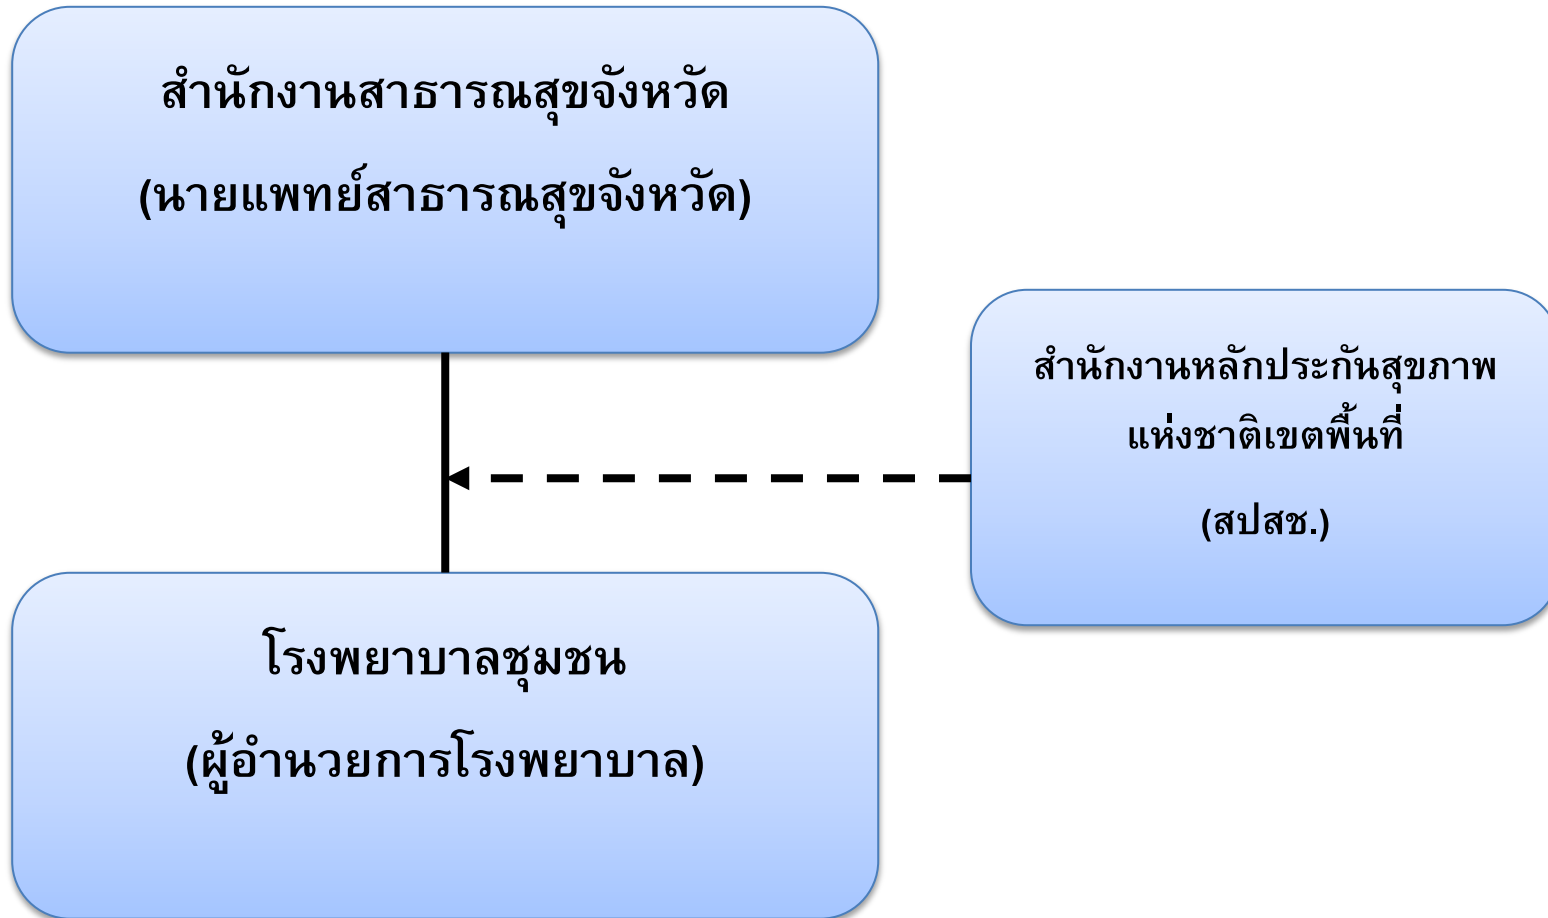 สำนักงานสาธารณสุขจังหวัด
(นายแพทย์สาธารณสุขจังหวัด)
สำนักงานหลักประกันสุขภาพ
แห่งชาติเขตพื้นที่
(สปสช.)
โรงพยาบาลชุมชน
(ผู้อำนวยการโรงพยาบาล)